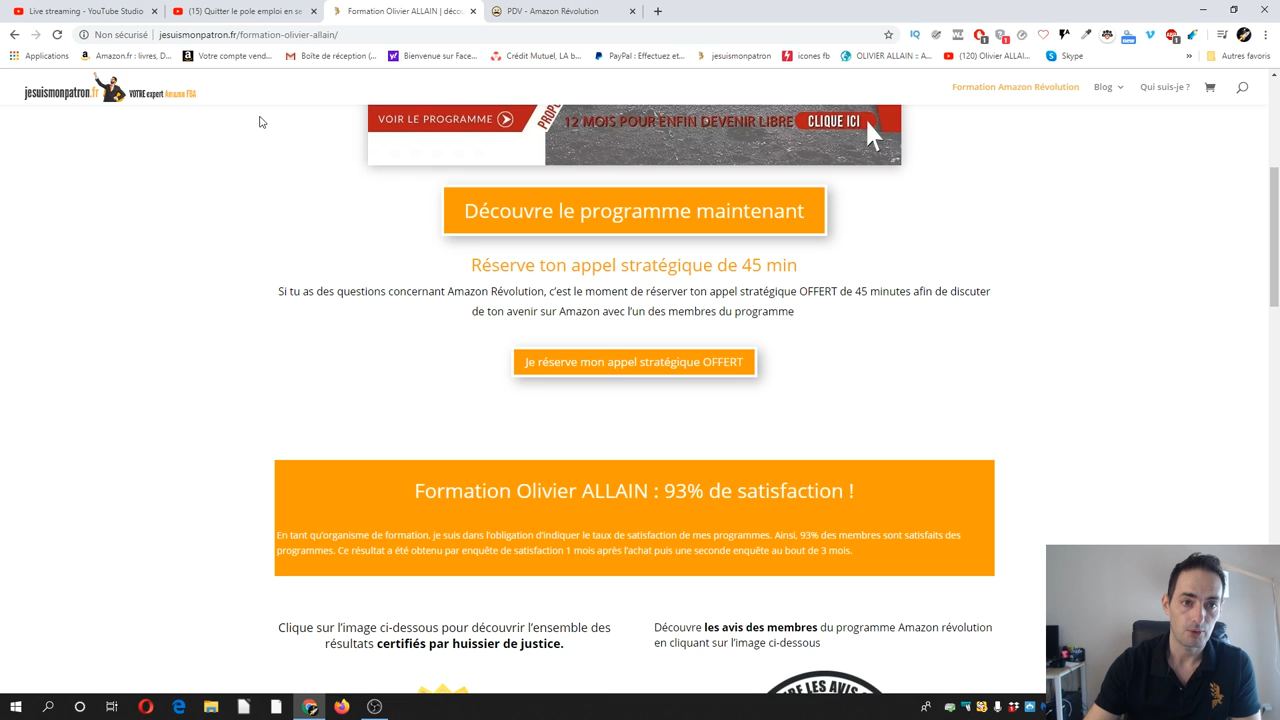 Live streaming - YouTube Studio
(15) Quitter le pole emploi en se
Formation Olivier ALLAIN | déco
PDV - Amazon Révolution
Non sécurisé | jesuismonpatron.fr/formation-olivier-allain/
Applications
Amazon.fr : livres, D...
Votre compte vend...
Boîte de réception (...
Bienvenue sur Face...
Crédit Mutuel, LA b...
PayPal : Effectuez et...
jesuismonpatron
icones fb
OLIVIER ALLAIN :: A...
(120) Olivier ALLAI...
Skype
»
Autres favoris
jesuismonpatron.fr VOTRE expert Amazon FBA
Formation Amazon Révolution
Blog
Qui suis-je ?
VOIR LE PROGRAMME
12 MOIS POUR ENFIN DEVENIR LIBRE
CLIQUE ICI
Découvre le programme maintenant
Réserve ton appel stratégique de 45 min
Si tu as des questions concernant Amazon Révolution, c'est le moment de réserver ton appel stratégique OFFERT de 45 minutes afin de discuter
de ton avenir sur Amazon avec l'un des membres du programme
Je réserve mon appel stratégique OFFERT
Formation Olivier ALLAIN : 93% de satisfaction !
En tant qu'organisme de formation, je suis dans l'obligation d'indiquer le taux de satisfaction de mes programmes. Ainsi, 93% des membres sont satisfaits des
programmes. Ce résultat a été obtenu par enquête de satisfaction 1 mois après l'achat puis une seconde enquête au bout de 3 mois.
Clique sur l'image ci-dessous pour découvrir l'ensemble des
résultats certifiés par huissier de justice.
Découvre les avis des membres du programme Amazon révolution
en cliquant sur l'image ci-dessous
LES AVIS